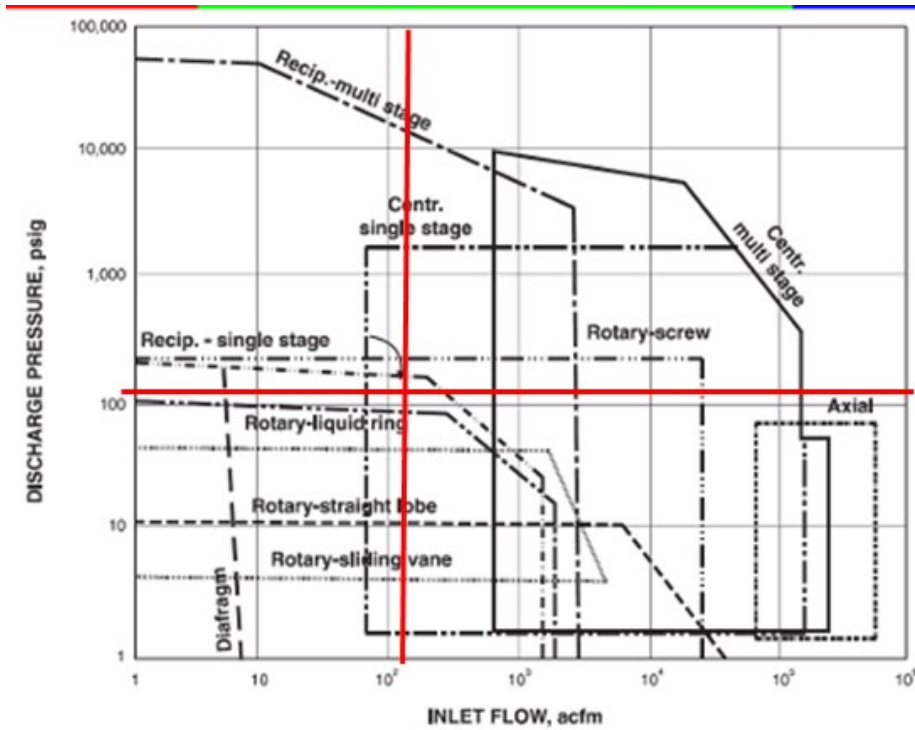 100,000
10,000
1,000
100
10
1
DISCHARGE PRESSURE, psig
Recip.-multi stage
Centr.
single stage
Centr.
multi stage
Recip. - single stage
Rotary-screw
Axial
Rotary-liquid ring
Rotary-straight lobe
Rotary-sliding vane
Diafragm
1 10 10² 10³ 10⁴ 10⁵ 10⁶
INLET FLOW, acfm